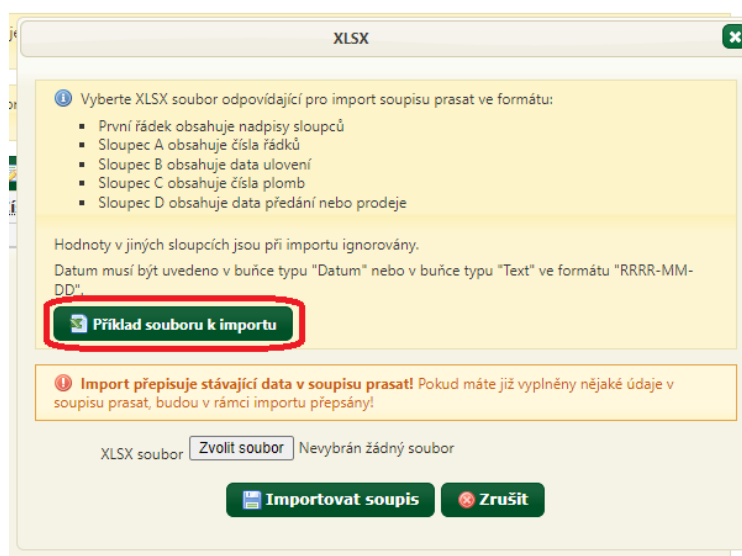 XLSX
Vyberte XLSX soubor odpovídající pro import soupisu prasat ve formátu:
První řádek obsahuje nadpisy sloupců
Sloupec A obsahuje čísla řádků
Sloupec B obsahuje data ulovení
Sloupec C obsahuje čísla plomb
Sloupec D obsahuje data předání nebo prodeje
Hodnoty v jiných sloupcích jsou při importu ignorovány.
Datum musí být uvedeno v buňce typu "Datum" nebo v buňce typu "Text" ve formátu "RRRR-MM-
DD".
Příklad souboru k importu
Import přepisuje stávající data v soupisu prasat! Pokud máte již vyplněny nějaké údaje v
soupisu prasat, budou v rámci importu přepsány!
XLSX soubor Zvolit soubor Nevybrán žádný soubor
Importovat soupis Zrušit